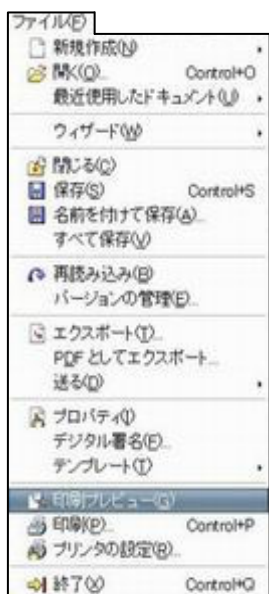 ファイル(F)
新規作成(N)
開く(O)... Control+O
最近使用したドキュメント(U)
ウィザード(W)
閉じる(C)
保存(S) Control+S
名前を付けて保存(A)...
すべて保存(V)
再読み込み(B)
バージョンの管理(E)...
エクスポート(T)...
PDF としてエクスポート...
送る(D)
プロパティ(I)
デジタル署名(E)...
テンプレート(T)
印刷プレビュー(G)
印刷(P)... Control+P
プリンタの設定(R)...
終了(X) Control+Q